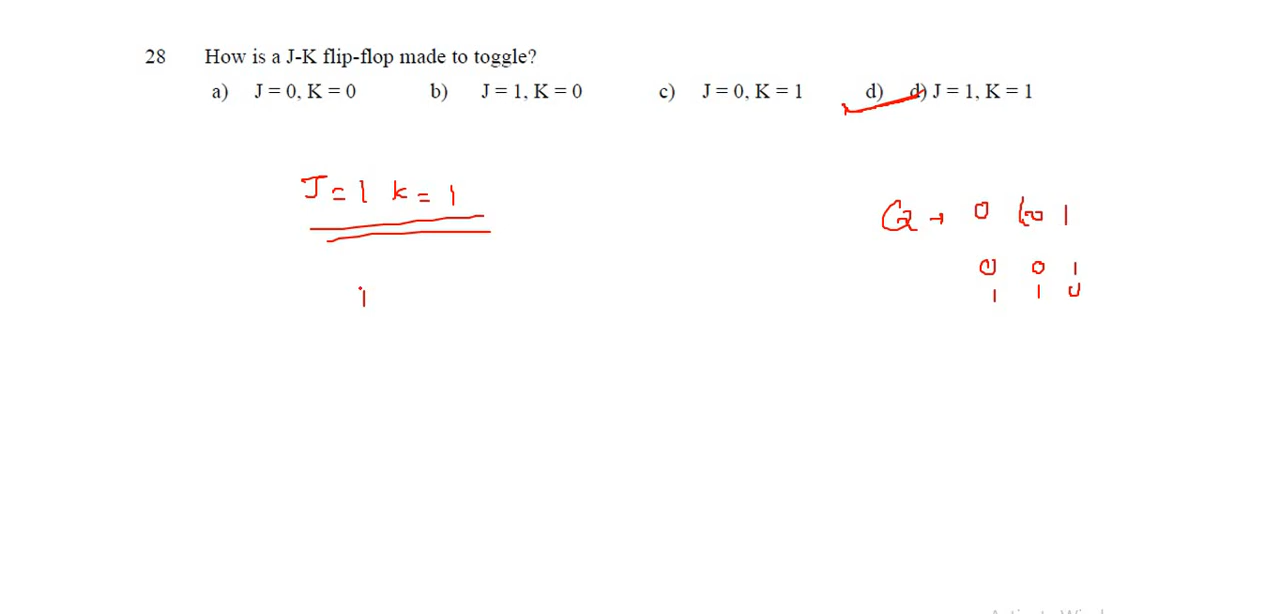 28 How is a J-K flip-flop made to toggle?
a) J = 0, K = 0 b) J = 1, K = 0 c) J = 0, K = 1 d) d) J = 1, K = 1
J = 1 K = 1
Q → 0 to 1
0 0 1
1 1 0
1